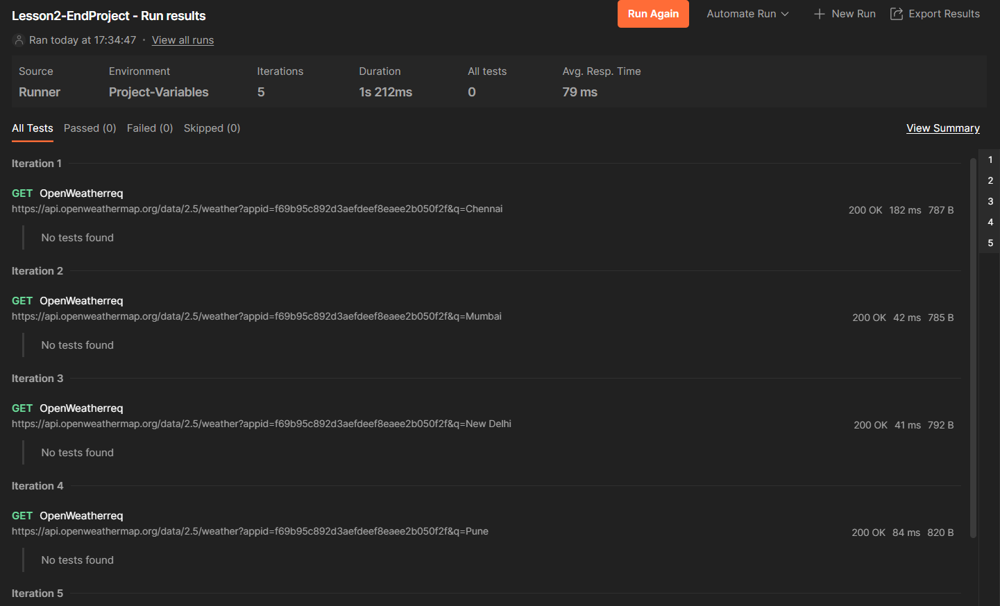 Lesson2-EndProject - Run results
Run Again
Automate Run
New Run
Export Results
Ran today at 17:34:47 · View all runs
Source Environment Iterations Duration All tests Avg. Resp. Time
Runner Project-Variables 5 1s 212ms 0 79 ms
All Tests Passed (0) Failed (0) Skipped (0) View Summary
Iteration 1
GET OpenWeatherreq
https://api.openweathermap.org/data/2.5/weather?appid=f69b95c892d3aefdeef8eaee2b050f2f&q=Chennai
200 OK 182 ms 787 B
No tests found
Iteration 2
GET OpenWeatherreq
https://api.openweathermap.org/data/2.5/weather?appid=f69b95c892d3aefdeef8eaee2b050f2f&q=Mumbai
200 OK 42 ms 785 B
No tests found
Iteration 3
GET OpenWeatherreq
https://api.openweathermap.org/data/2.5/weather?appid=f69b95c892d3aefdeef8eaee2b050f2f&q=New Delhi
200 OK 41 ms 792 B
No tests found
Iteration 4
GET OpenWeatherreq
https://api.openweathermap.org/data/2.5/weather?appid=f69b95c892d3aefdeef8eaee2b050f2f&q=Pune
200 OK 84 ms 820 B
No tests found
Iteration 5
1
2
3
4
5